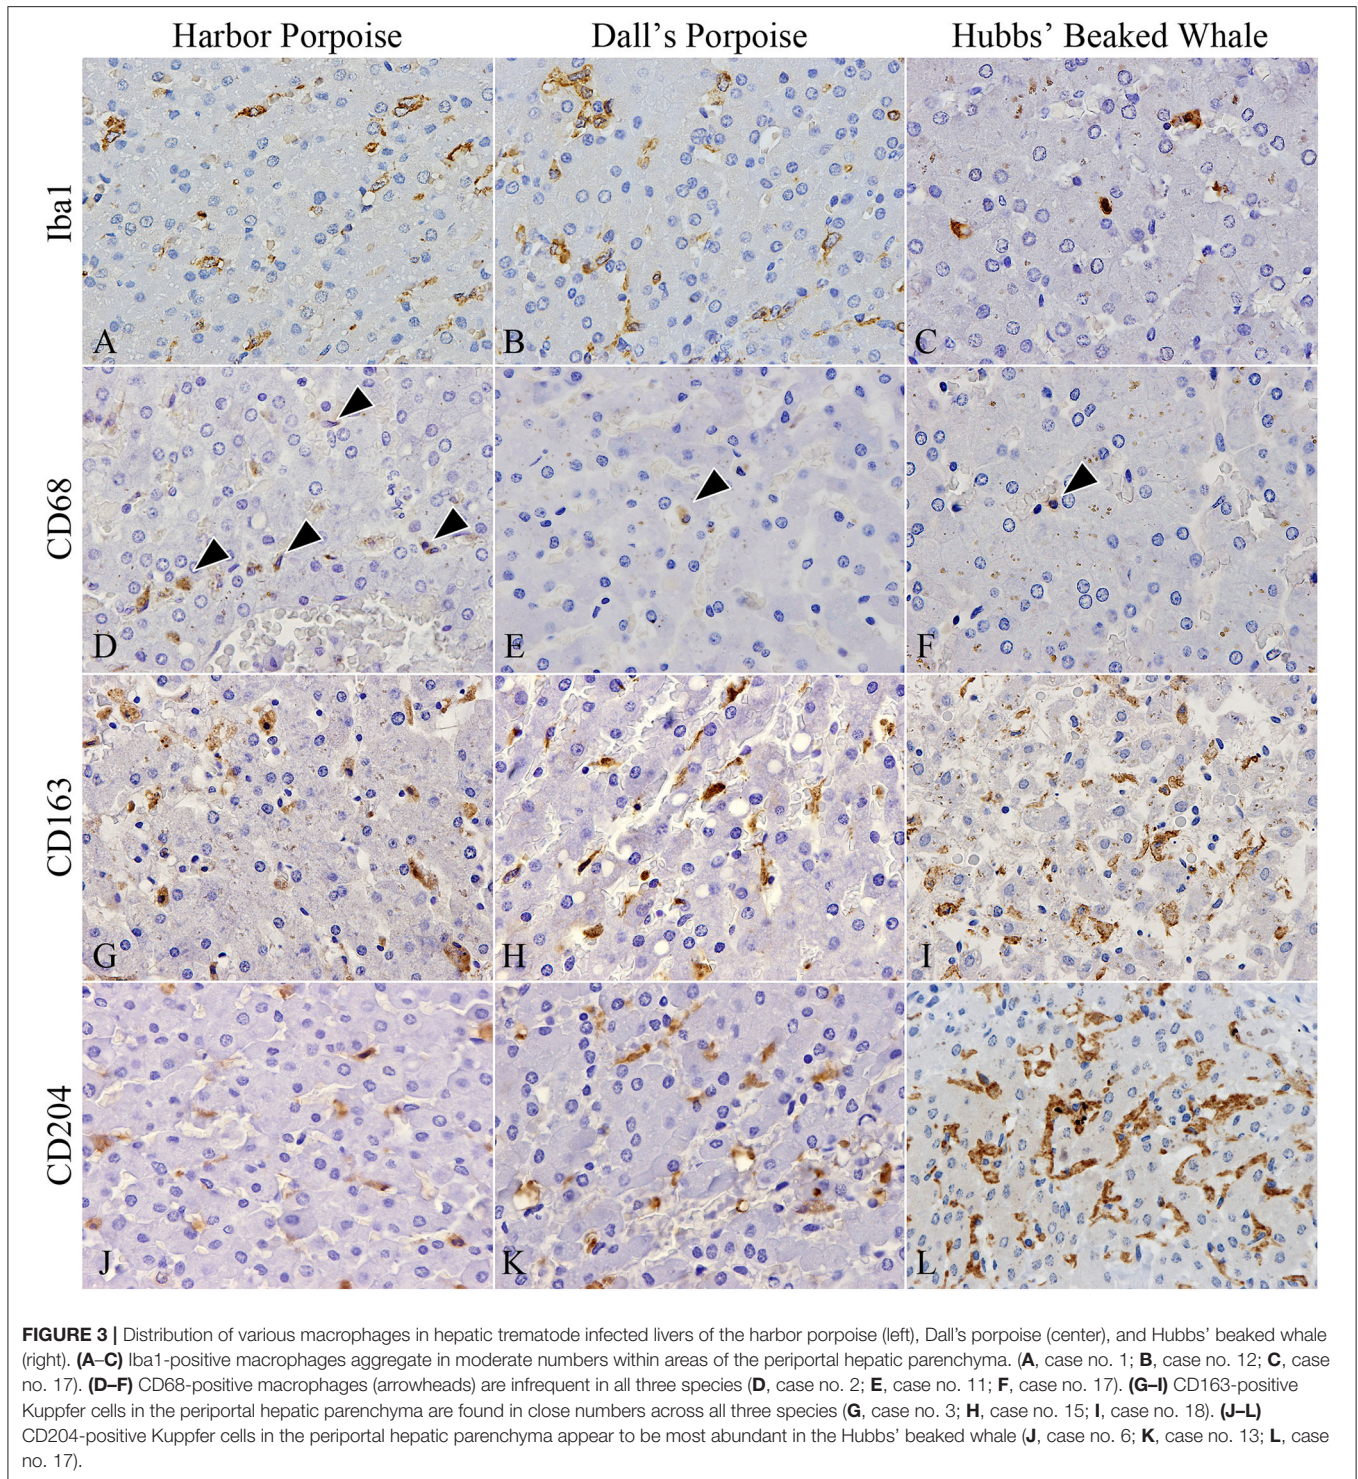 Harbor Porpoise Dall's Porpoise Hubbs' Beaked Whale
Iba1
A B C
CD68
D E F
CD163
G H I
CD204
J K L
FIGURE 3 | Distribution of various macrophages in hepatic trematode infected livers of the harbor porpoise (left), Dall's porpoise (center), and Hubbs' beaked whale
(right). (A–C) Iba1-positive macrophages aggregate in moderate numbers within areas of the periportal hepatic parenchyma. (A, case no. 1; B, case no. 12; C, case
no. 17). (D–F) CD68-positive macrophages (arrowheads) are infrequent in all three species (D, case no. 2; E, case no. 11; F, case no. 17). (G–I) CD163-positive
Kuppfer cells in the periportal hepatic parenchyma are found in close numbers across all three species (G, case no. 3; H, case no. 15; I, case no. 18). (J–L)
CD204-positive Kuppfer cells in the periportal hepatic parenchyma appear to be most abundant in the Hubbs' beaked whale (J, case no. 6; K, case no. 13; L, case
no. 17).